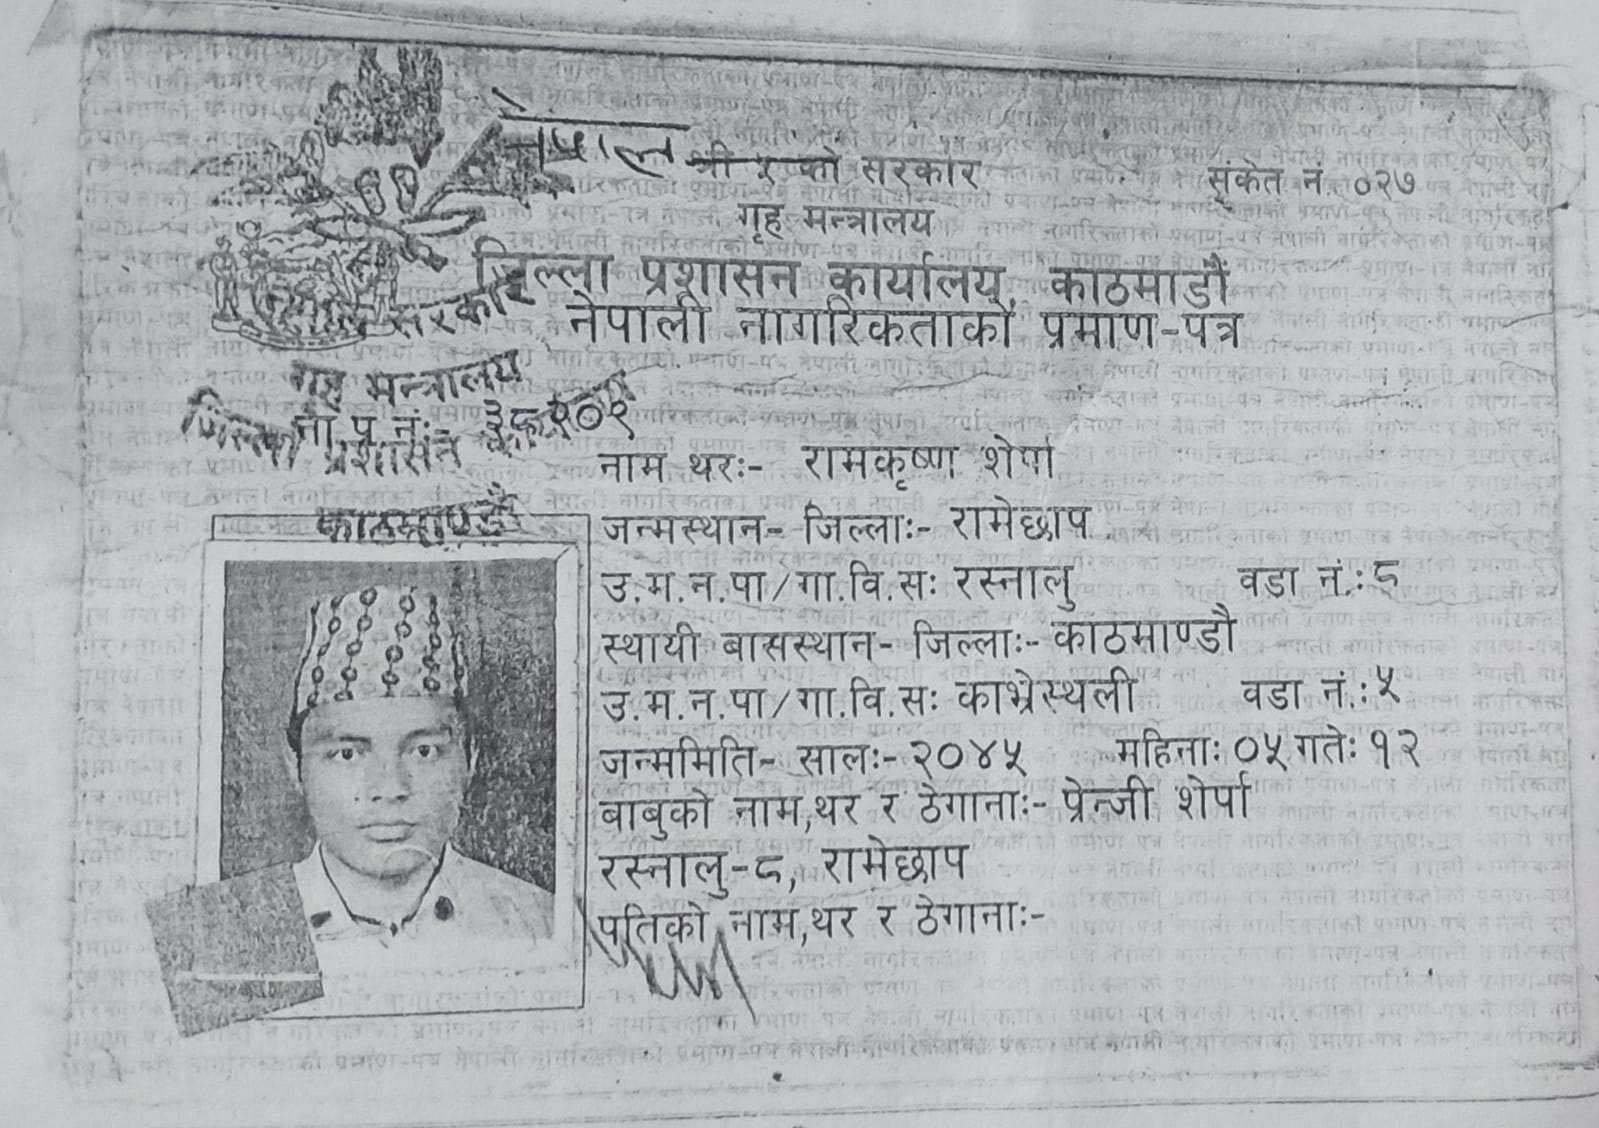 नेपाल श्री ५ को सरकार
संकेत नं. ०२७
गृह मन्त्रालय
जिल्ला प्रशासन कार्यालय, काठमाडौं
नेपाली नागरिकताको प्रमाण-पत्र
सरकार
गृह मन्त्रालय
जिल्ला प्रशासन
काठमाण्डौ
ना.प्र.नं:-
नाम थरः- रामकृष्ण शेर्पा
जन्मस्थान- जिल्लाः- रामेछाप
उ.म.न.पा/गा.वि.सः रस्नालु वडा नं.: ८
स्थायी बासस्थान- जिल्लाः- काठमाण्डौ
उ.म.न.पा/गा.वि.सः काभ्रेस्थली वडा नं.: ५
जन्ममिति- सालः- २०४५ महिनाः ०५ गतेः १२
बाबुको नाम,थर र ठेगानाः- प्रेन्जी शेर्पा
रस्नालु-८, रामेछाप
पतिको नाम,थर र ठेगानाः-